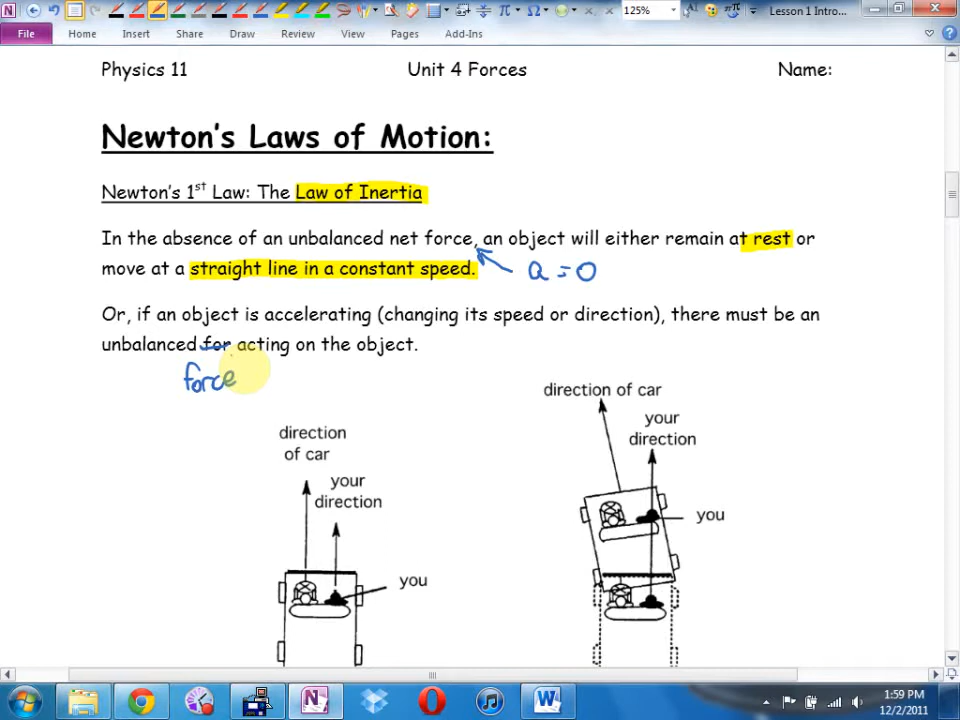 125%
Lesson 1 Intro...
File Home Insert Share Draw Review View Pages Add-Ins
Physics 11 Unit 4 Forces Name:
Newton's Laws of Motion:
Newton's 1st Law: The Law of Inertia
In the absence of an unbalanced net force, an object will either remain at rest or
move at a straight line in a constant speed.
a = 0
Or, if an object is accelerating (changing its speed or direction), there must be an
unbalanced for acting on the object.
force
direction of car
your direction
you
direction of car
your direction
you
1:59 PM
12/2/2011